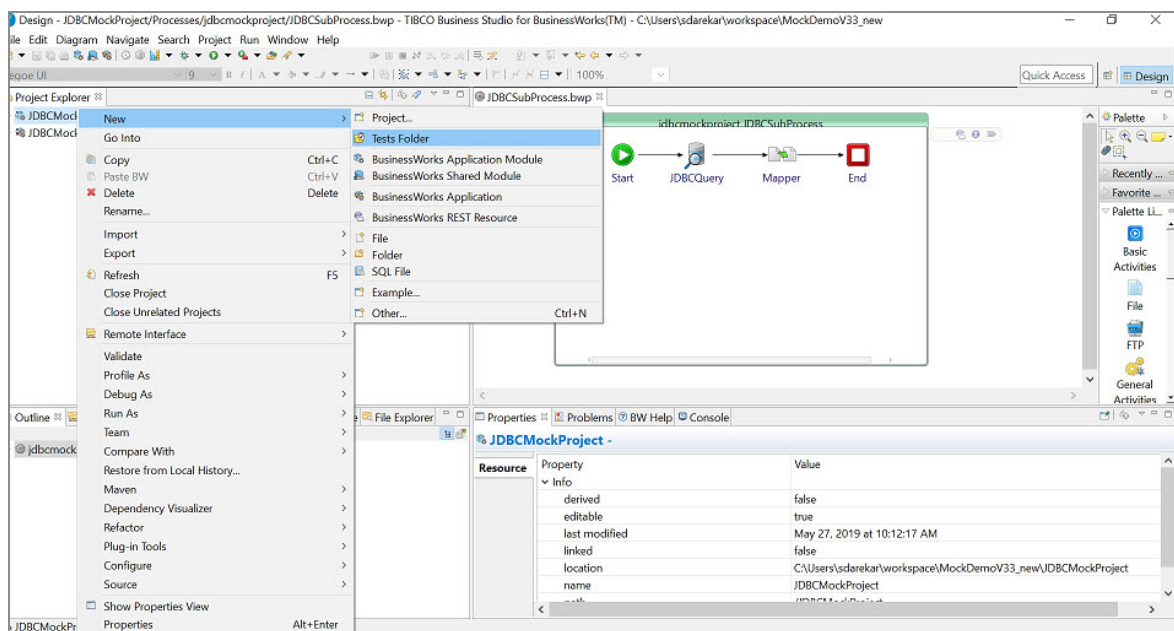 Design - JDBCMockProject/Processes/jdbcmockproject/JDBCSubProcess.bwp - TIBCO Business Studio for BusinessWorks(TM) - C:\Users\sdarekar\workspace\MockDemoV33_new
ile Edit Diagram Navigate Search Project Run Window Help
egoe UI 9 B I A 100% Quick Access Design
Project Explorer JDBCSubProcess.bwp
JDBCMocl
JDBCMocl
New
Go Into
Copy Ctrl+C
Paste BW Ctrl+V
Delete Delete
Rename...
Import
Export
Refresh F5
Close Project
Close Unrelated Projects
Remote Interface
Validate
Profile As
Debug As
Run As
Team
Compare With
Restore from Local History...
Maven
Dependency Visualizer
Refactor
Plug-in Tools
Configure
Source
Show Properties View
Properties Alt+Enter
Project...
Tests Folder
BusinessWorks Application Module
BusinessWorks Shared Module
BusinessWorks Application
BusinessWorks REST Resource
File
Folder
SQL File
Example...
Other... Ctrl+N
jdbcmockproject.JDBCSubProcess
Start JDBCQuery Mapper End
Palette
Recently ...
Favorite ...
Palette Li...
Basic
Activities
File
FTP
General
Activities
Outline
File Explorer
jdbcmock
JDBCMockPr
Properties Problems BW Help Console
JDBCMockProject -
Resource
Property Value
Info
derived false
editable true
last modified May 27, 2019 at 10:12:17 AM
linked false
location C:\Users\sdarekar\workspace\MockDemoV33_new\JDBCMockProject
name JDBCMockProject